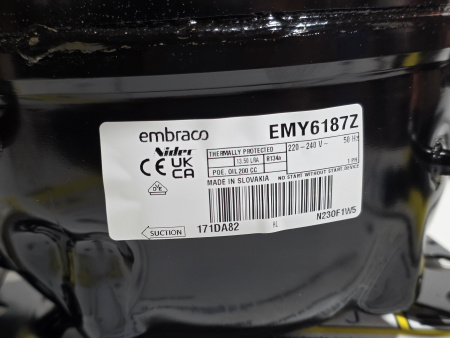 embraco EMY6187Z
Nidec
CE UK CA
THERMALLY PROTECTED 220-240 V~ 50 Hz
13.50 LRA R134a
POE. OIL 200 CC 1 PH
MADE IN SLOVAKIA NO START WITHOUT START DEVICE
SUCTION 171DA82 N230F1W5